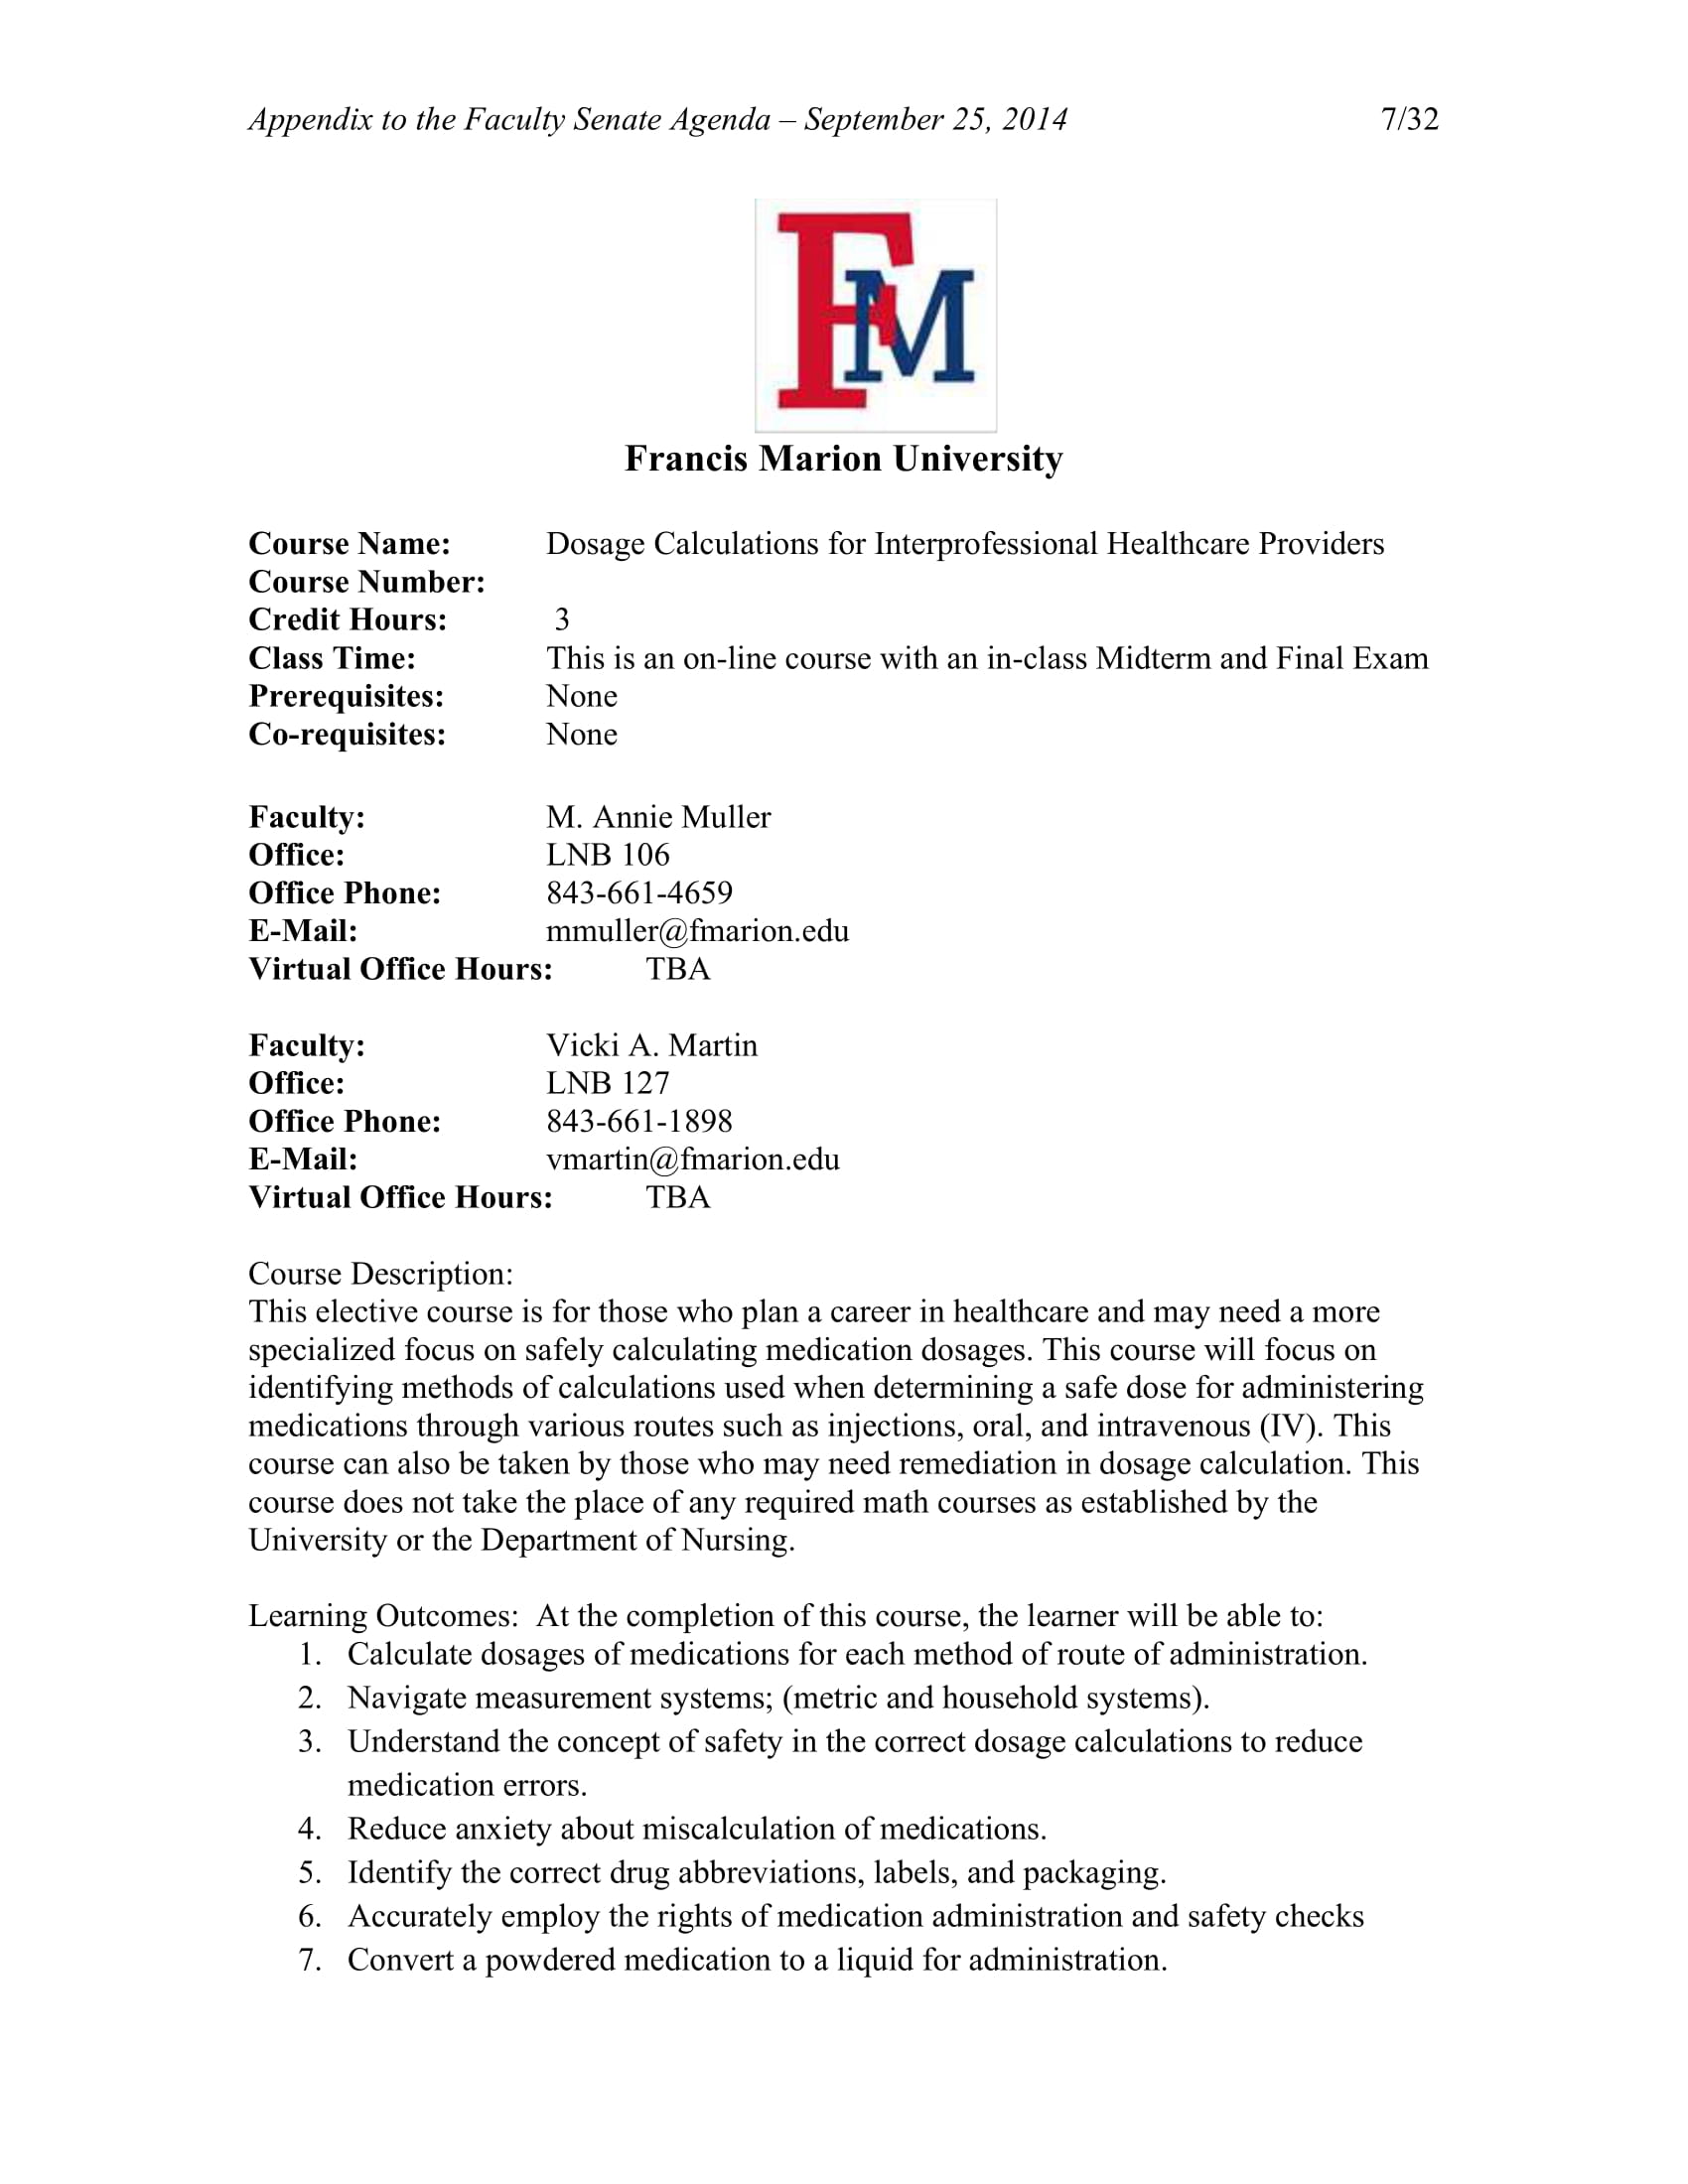 Appendix to the Faculty Senate Agenda – September 25, 2014 7/32
FM
Francis Marion University
Course Name: Dosage Calculations for Interprofessional Healthcare Providers
Course Number:
Credit Hours: 3
Class Time: This is an on-line course with an in-class Midterm and Final Exam
Prerequisites: None
Co-requisites: None
Faculty: M. Annie Muller
Office: LNB 106
Office Phone: 843-661-4659
E-Mail: mmuller@fmarion.edu
Virtual Office Hours: TBA
Faculty: Vicki A. Martin
Office: LNB 127
Office Phone: 843-661-1898
E-Mail: vmartin@fmarion.edu
Virtual Office Hours: TBA
Course Description:
This elective course is for those who plan a career in healthcare and may need a more
specialized focus on safely calculating medication dosages. This course will focus on
identifying methods of calculations used when determining a safe dose for administering
medications through various routes such as injections, oral, and intravenous (IV). This
course can also be taken by those who may need remediation in dosage calculation. This
course does not take the place of any required math courses as established by the
University or the Department of Nursing.
Learning Outcomes:  At the completion of this course, the learner will be able to:
1. Calculate dosages of medications for each method of route of administration.
2. Navigate measurement systems; (metric and household systems).
3. Understand the concept of safety in the correct dosage calculations to reduce
medication errors.
4. Reduce anxiety about miscalculation of medications.
5. Identify the correct drug abbreviations, labels, and packaging.
6. Accurately employ the rights of medication administration and safety checks
7. Convert a powdered medication to a liquid for administration.